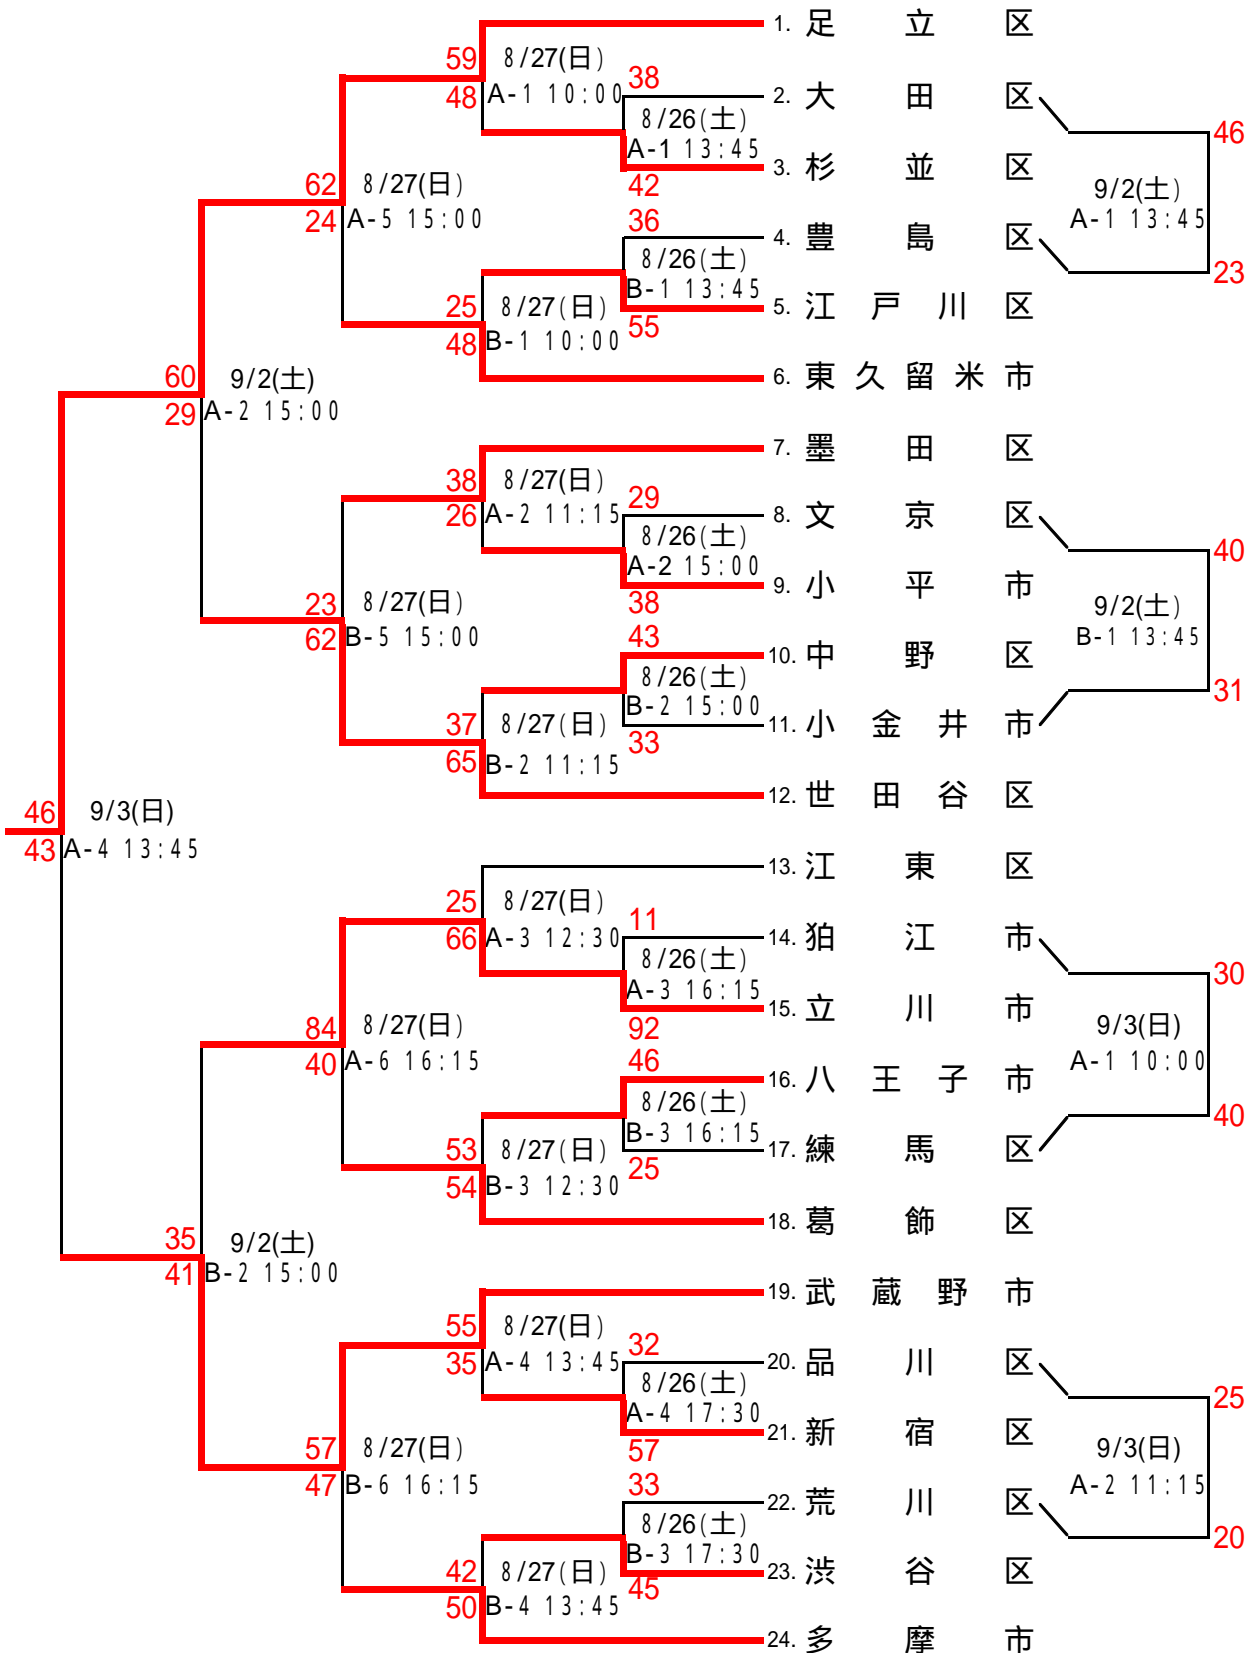 1. 足立区
59 8/27(日)
48 A-1 10:00 38
2. 大田区
8/26(土)
A-1 13:45
46
3. 杉並区
42
62 8/27(日)
24 A-5 15:00
9/2(土)
A-1 13:45
36
4. 豊島区
8/26(土)
B-1 13:45
23
25 8/27(日)
48 B-1 10:00
5. 江戸川区
55
6. 東久留米市
60 9/2(土)
29 A-2 15:00
7. 墨田区
38 8/27(日)
26 A-2 11:15 29
8. 文京区
8/26(土)
A-2 15:00
40
9. 小平市
38
23 8/27(日)
62 B-5 15:00
9/2(土)
B-1 13:45
43
10. 中野区
8/26(土)
B-2 15:00
31
37 8/27(日)
65 B-2 11:15
11. 小金井市
33
12. 世田谷区
46 9/3(日)
43 A-4 13:45
13. 江東区
25 8/27(日)
66 A-3 12:30 11
14. 狛江市
8/26(土)
A-3 16:15
30
15. 立川市
92
84 8/27(日)
40 A-6 16:15
9/3(日)
A-1 10:00
46
16. 八王子市
8/26(土)
B-3 16:15
40
53 8/27(日)
54 B-3 12:30
17. 練馬区
25
18. 葛飾区
35 9/2(土)
41 B-2 15:00
19. 武蔵野市
55 8/27(日)
35 A-4 13:45 32
20. 品川区
8/26(土)
A-4 17:30
25
21. 新宿区
57
57 8/27(日)
47 B-6 16:15
9/3(日)
A-2 11:15
33
22. 荒川区
8/26(土)
B-3 17:30
20
42 8/27(日)
50 B-4 13:45
23. 渋谷区
45
24. 多摩市